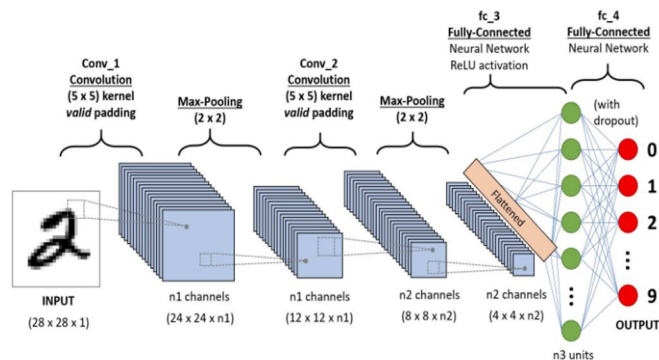 fc_3
Fully-Connected
Neural Network
ReLU activation
fc_4
Fully-Connected
Neural Network
Conv_1
Convolution
(5 x 5) kernel
valid padding
Max-Pooling
(2 x 2)
Conv_2
Convolution
(5 x 5) kernel
valid padding
Max-Pooling
(2 x 2)
(with
dropout)
Flattened
2
0
1
2
9
INPUT
(28 x 28 x 1)
n1 channels
(24 x 24 x n1)
n1 channels
(12 x 12 x n1)
n2 channels
(8 x 8 x n2)
n2 channels
(4 x 4 x n2)
OUTPUT
n3 units